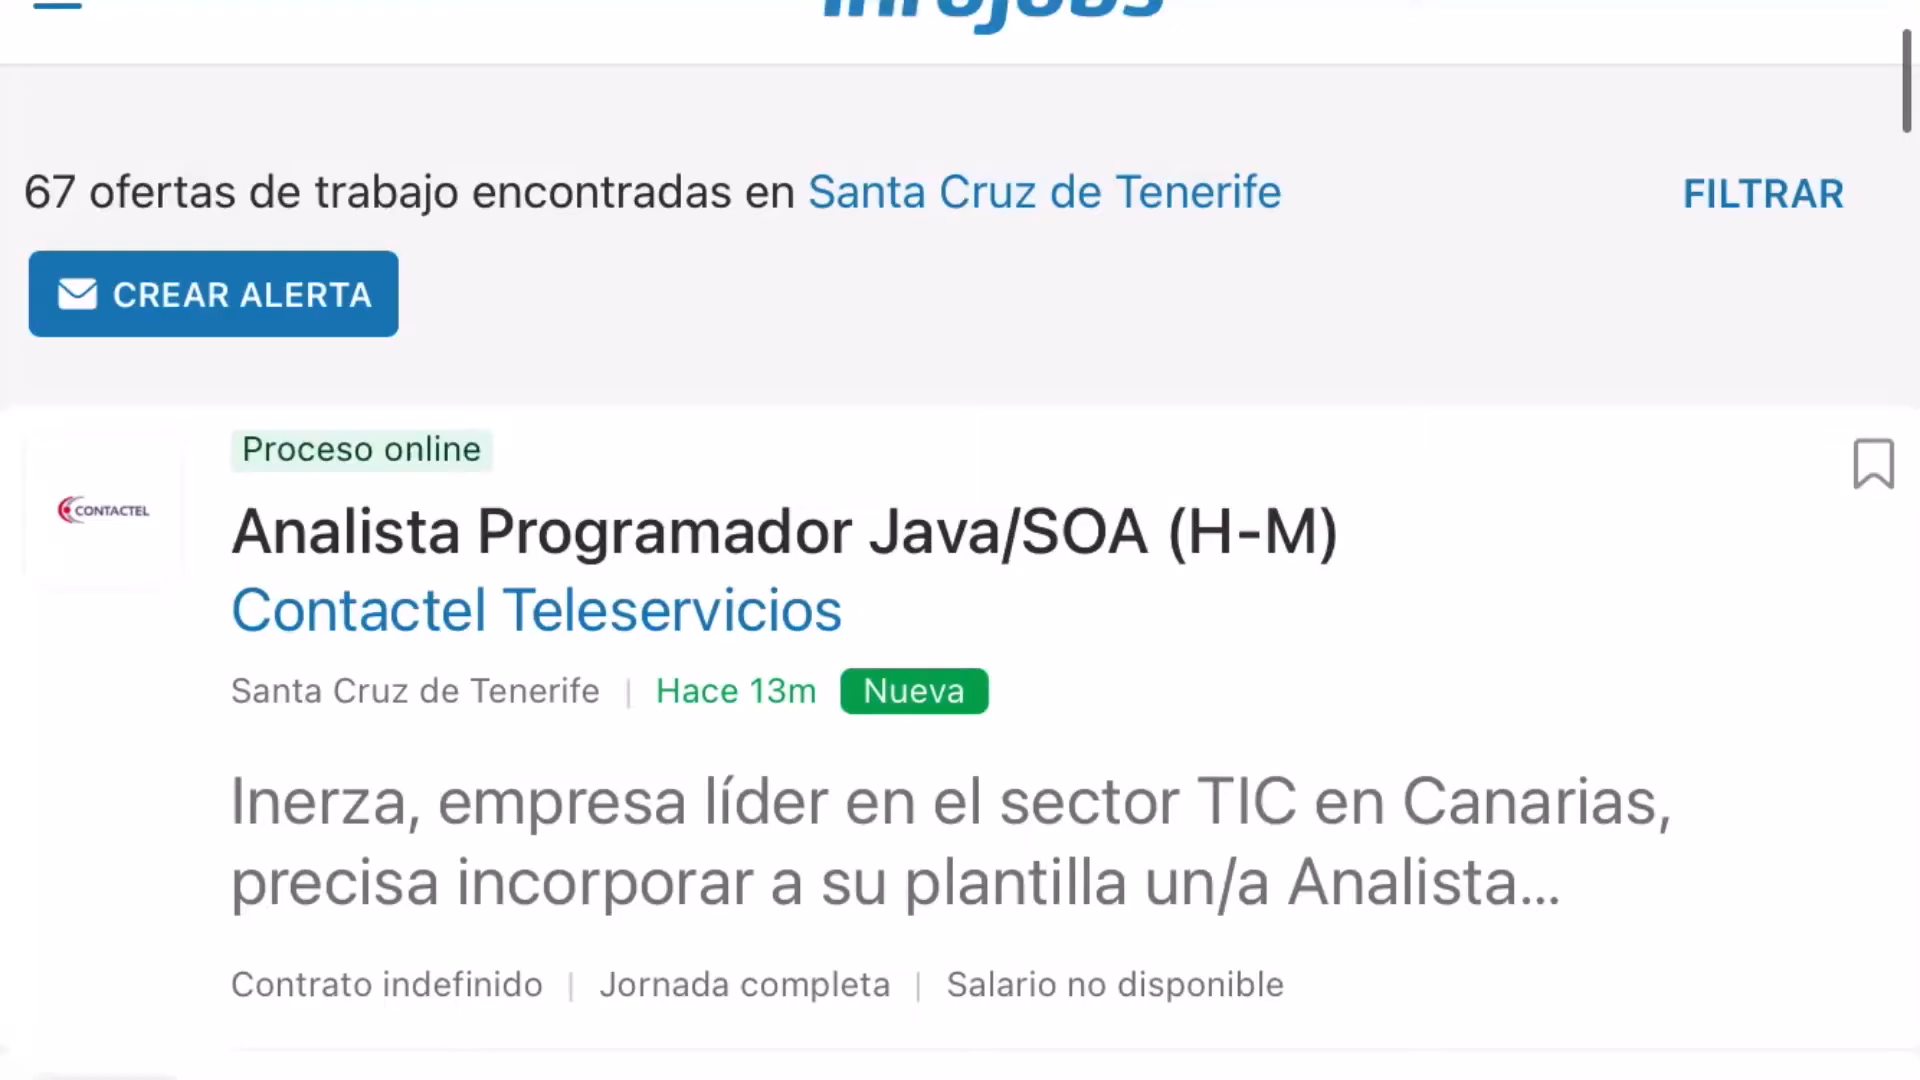 InfoJobs
67 ofertas de trabajo encontradas en Santa Cruz de Tenerife
FILTRAR
CREAR ALERTA
Proceso online
CONTACTEL
Analista Programador Java/SOA (H-M)
Contactel Teleservicios
Santa Cruz de Tenerife | Hace 13m Nueva
Inerza, empresa líder en el sector TIC en Canarias,
precisa incorporar a su plantilla un/a Analista...
Contrato indefinido | Jornada completa | Salario no disponible